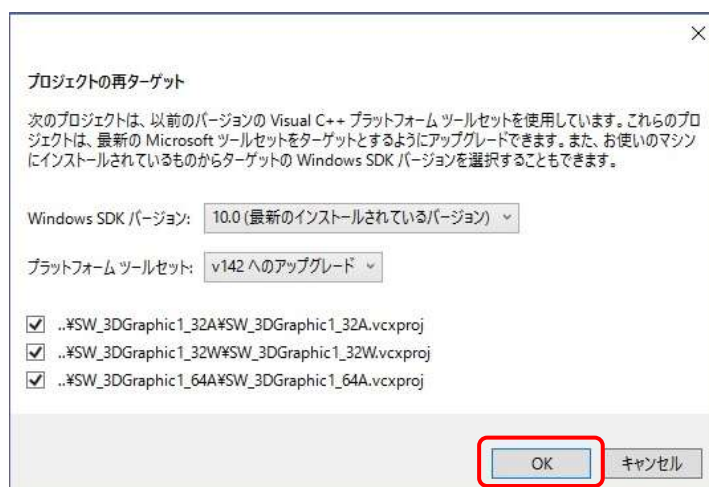 プロジェクトの再ターゲット
次のプロジェクトは、以前のバージョンの Visual C++ プラットフォーム ツールセットを使用しています。これらのプロ
ジェクトは、最新の Microsoft ツールセットをターゲットとするようにアップグレードできます。また、お使いのマシン
にインストールされているものからターゲットの Windows SDK バージョンを選択することもできます。
Windows SDK バージョン: 10.0 (最新のインストールされているバージョン)
プラットフォーム ツールセット: v142 へのアップグレード
..¥SW_3DGraphic1_32A¥SW_3DGraphic1_32A.vcxproj
..¥SW_3DGraphic1_32W¥SW_3DGraphic1_32W.vcxproj
..¥SW_3DGraphic1_64A¥SW_3DGraphic1_64A.vcxproj
OK キャンセル